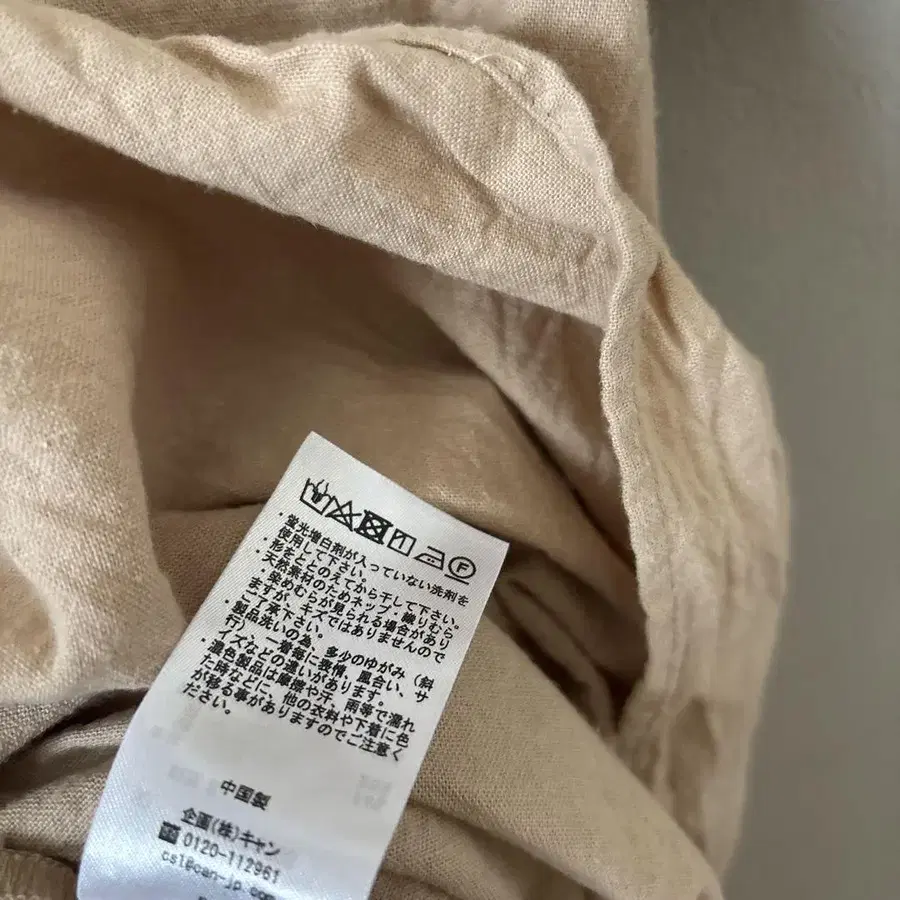 F
・蛍光増白剤が入っていない洗剤を
使用して下さい。
・形をととのえてから干して下さい。
・天然素材のためネップ・織りむら
・染めむらが見られる場合があり
ますが、キズではありませんので
ご了承下さい。
・製品洗いの為、多少のゆがみ（斜
行）や、一着毎に表情、風合い、サ
イズなどの違いがあります。
・濃色製品は摩擦や汗、雨等で濡れ
た時などに、他の衣料や下着に色
が移る事がありますのでご注意く
ださい。
中国製
企画(株)キャン
0120-112961
csl@can-jp.com